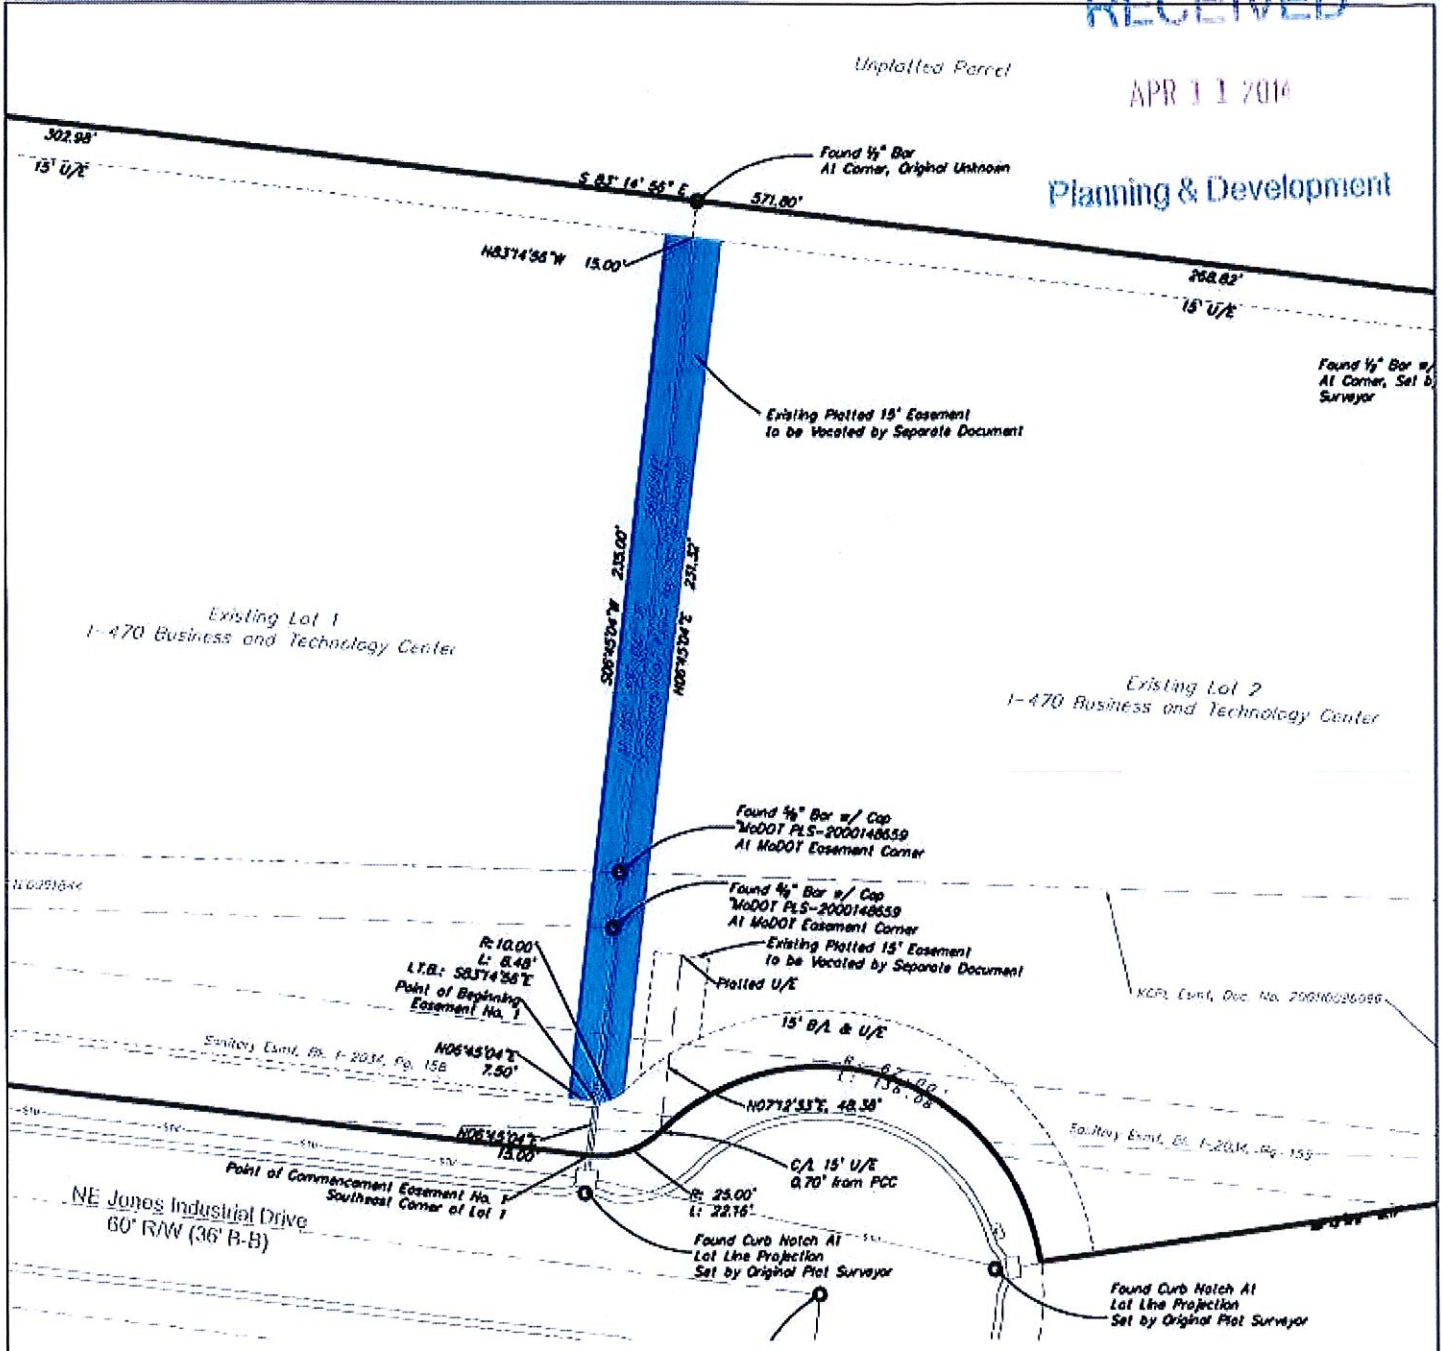 RECEIVED
Unplatted Parcel
APR 11 2014
Planning & Development
302.98'
15' U/E
S 83° 14' 56" E
571.80'
Found ½" Bar
At Corner, Original Unknown
N83°14'56"W 15.00'
268.82'
15' U/E
Found ½" Bar w/
At Corner, Set b
Surveyor
Existing Platted 15' Easement
to be Vacated by Separate Document
S06°45'04"W 235.00'
N06°45'04"E 231.32'
Existing Lot 1
I-470 Business and Technology Center
Existing Lot 2
I-470 Business and Technology Center
Found ⅝" Bar w/ Cap
"MoDOT PLS-2000148659
At MoDOT Easement Corner
Found ⅝" Bar w/ Cap
"MoDOT PLS-2000148659
At MoDOT Easement Corner
R: 10.00'
L: 8.48'
I.T.B.: S83°14'56"E
Point of Beginning
Easement No. 1
Existing Platted 15' Easement
to be Vacated by Separate Document
Platted U/E
15' B/L & U/E
KCPL Esmt, Doc. No.
Sanitary Esmt, Bk. I-2034, Pg. 158
N06°45'04"E
7.50'
R: 67.00'
L: 136.08'
N07°12'33"E, 48.38'
Sanitary Esmt, Bk. I-2034, Pg. 155
N06°45'04"E
15.00'
C/L 15' U/E
0.70' from PCC
Point of Commencement Easement No. 1
Southeast Corner of Lot 1
R: 25.00'
L: 22.16'
NE Jones Industrial Drive
60' R/W (36' B-B)
Found Curb Notch At
Lot Line Projection
Set by Original Plat Surveyor
Found Curb Notch At
Lot Line Projection
Set by Original Plat Surveyor